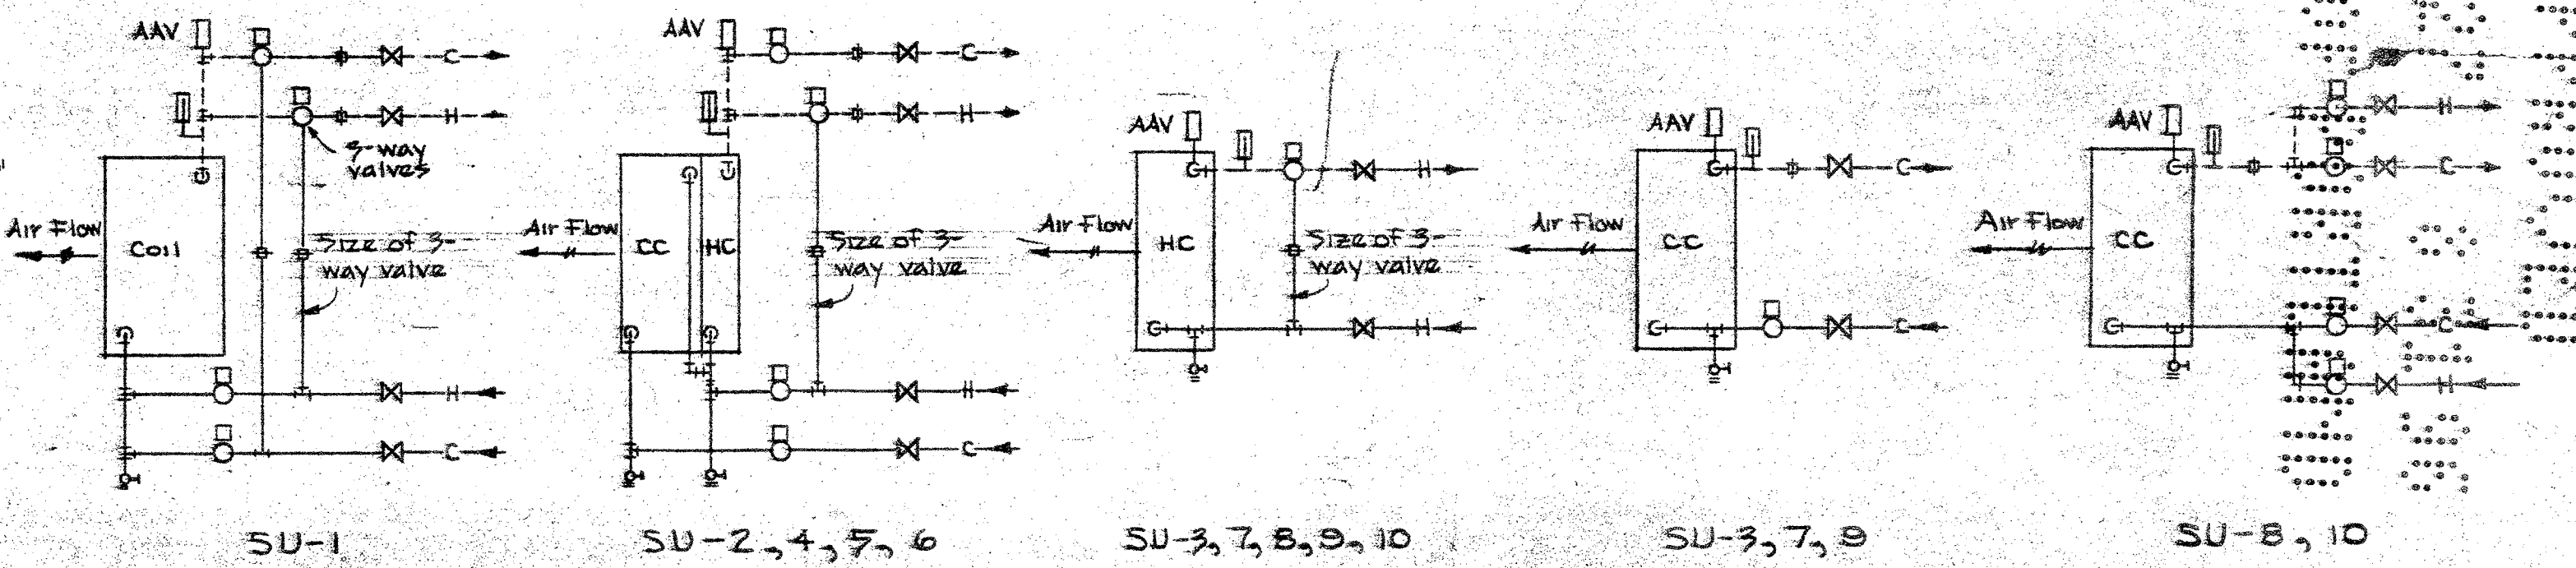 AAV
C
H
3-way
valves
Air Flow
Coil
Size of 3-
way valve
H
C
SU-1
AAV
C
H
Air Flow
CC
HC
Size of 3-
way valve
H
C
SU-2, 4, 5, 6
AAV
H
Air Flow
HC
Size of 3-
way valve
H
SU-3, 7, 8, 9, 10
AAV
C
Air Flow
CC
C
SU-3, 7, 9
AAV
H
C
Air Flow
CC
C
H
SU-8, 10